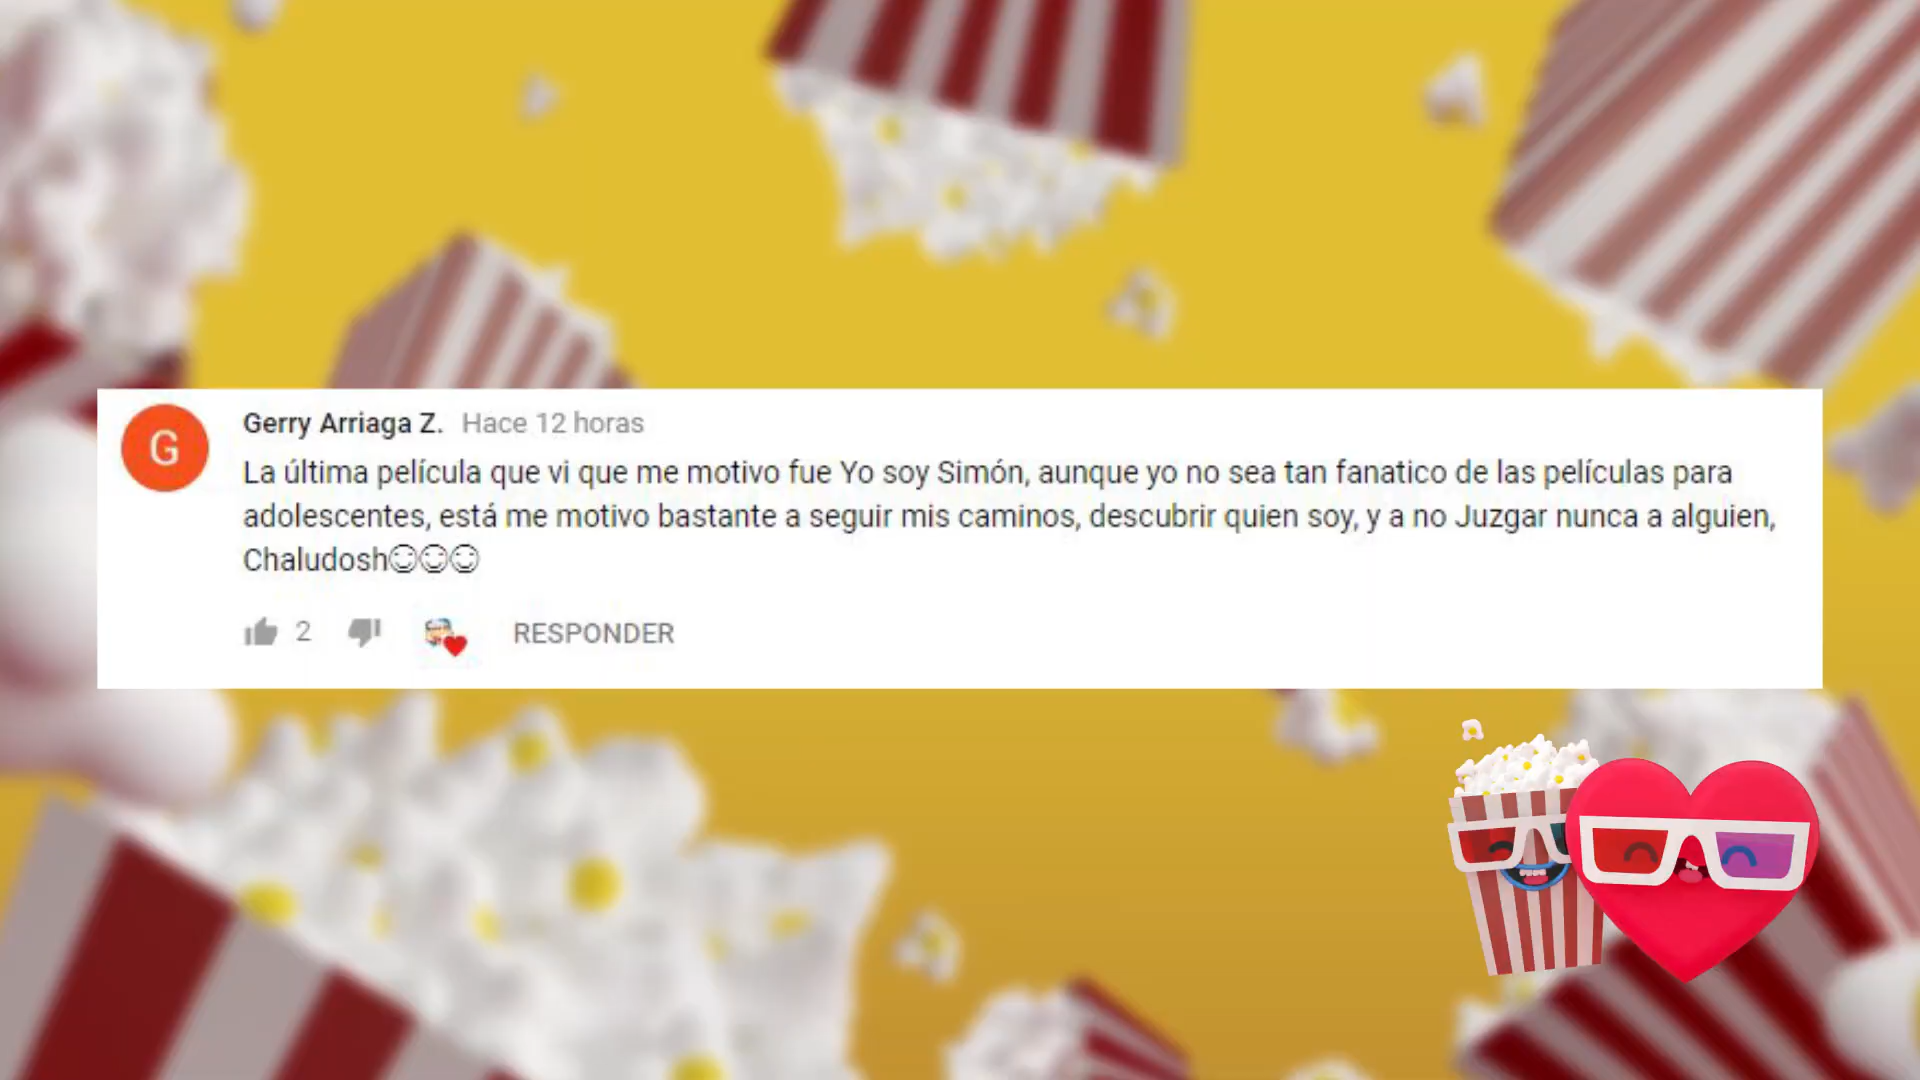 G
Gerry Arriaga Z. Hace 12 horas
La última película que vi que me motivo fue Yo soy Simón, aunque yo no sea tan fanatico de las películas para
adolescentes, está me motivo bastante a seguir mis caminos, descubrir quien soy, y a no Juzgar nunca a alguien,
Chaludosh☺☺☺
2 RESPONDER